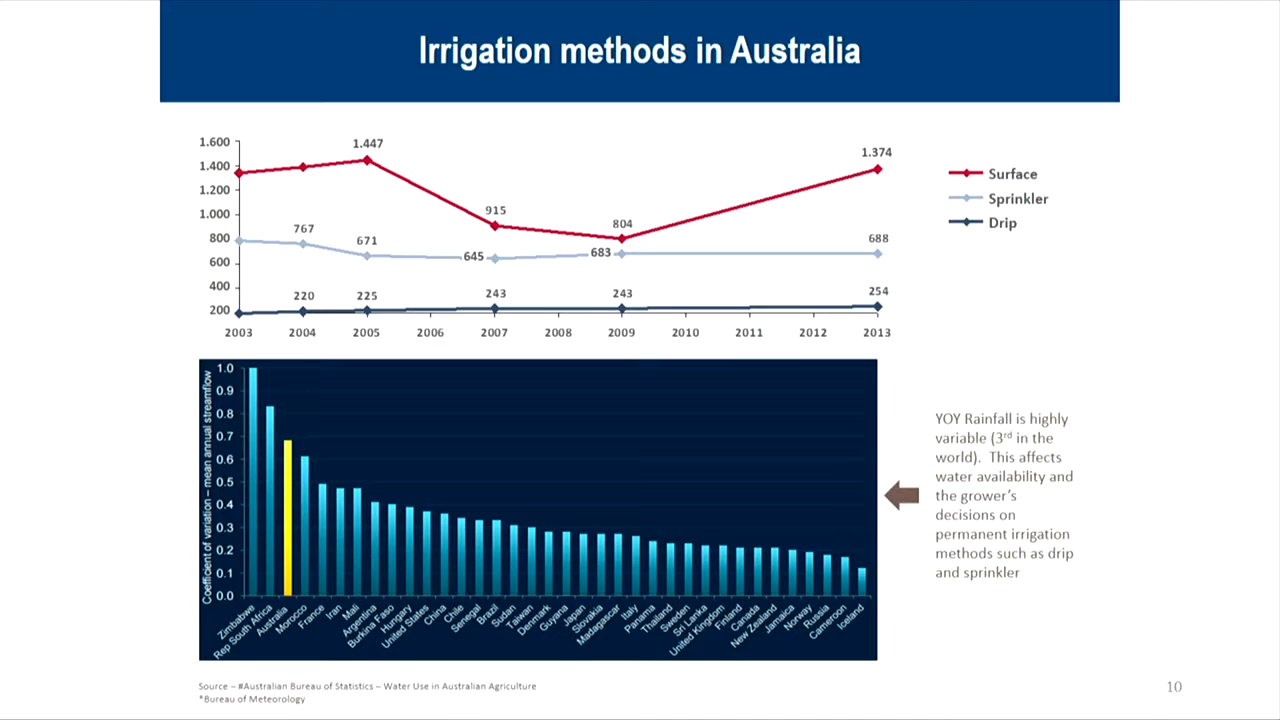 Irrigation methods in Australia
1.600
1.400
1.200
1.000
800
600
400
200
1.447
915
804
1.374
767
671
645
683
688
220
225
243
243
254
2003 2004 2005 2006 2007 2008 2009 2010 2011 2012 2013
Surface
Sprinkler
Drip
Coefficient of variation – mean annual streamflow
1.0
0.9
0.8
0.7
0.6
0.5
0.4
0.3
0.2
0.1
0.0
Zimbabwe
Rep South Africa
Australia
Morocco
France
Iran
Mali
Argentina
Burkina Faso
Hungary
United States
China
Chile
Senegal
Brazil
Sudan
Taiwan
Denmark
Guyana
Japan
Slovakia
Madagascar
Italy
Panama
Thailand
Sweden
Sri Lanka
United Kingdom
Finland
Canada
New Zealand
Jamaica
Norway
Russia
Cameroon
Iceland
YOY Rainfall is highly
variable (3rd in the
world). This affects
water availability and
the grower’s
decisions on
permanent irrigation
methods such as drip
and sprinkler
Source – #Australian Bureau of Statistics – Water Use in Australian Agriculture
*Bureau of Meteorology
10